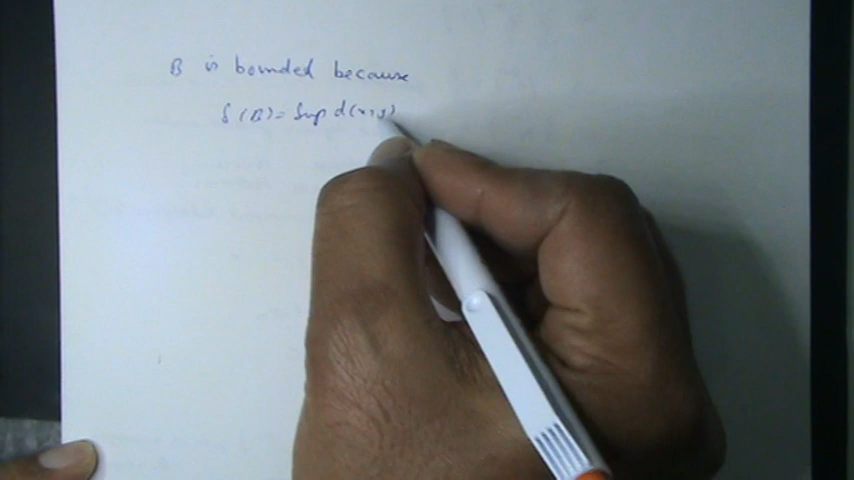 B is bounded because
δ(B) = Sup d(x,y)